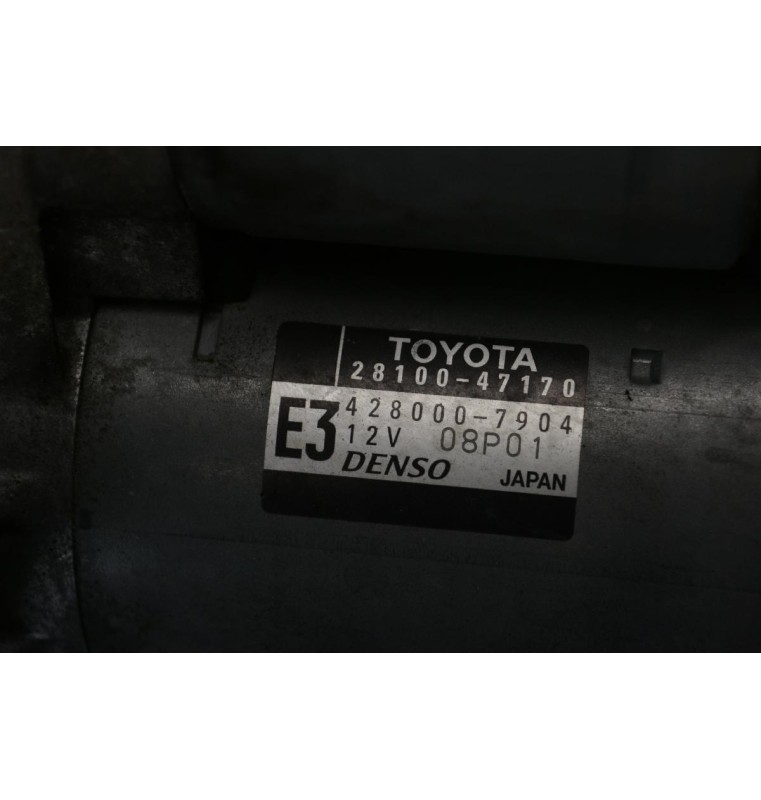 TOYOTA
28100-47170
E3
428000-7904
12V 08P01
DENSO JAPAN